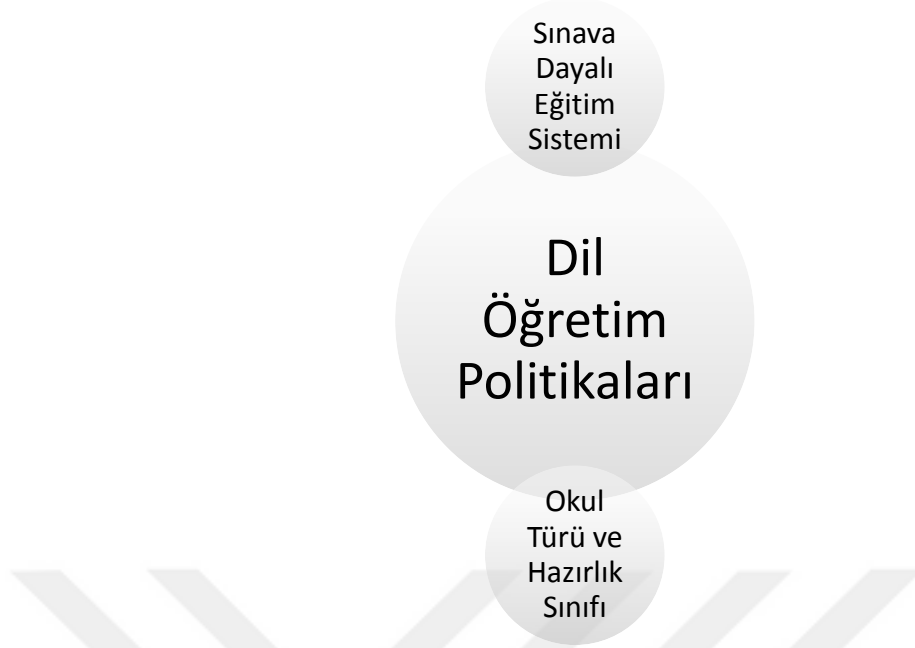 Sınava
Dayalı
Eğitim
Sistemi
Dil
Öğretim
Politikaları
Okul
Türü ve
Hazırlık
Sınıfı